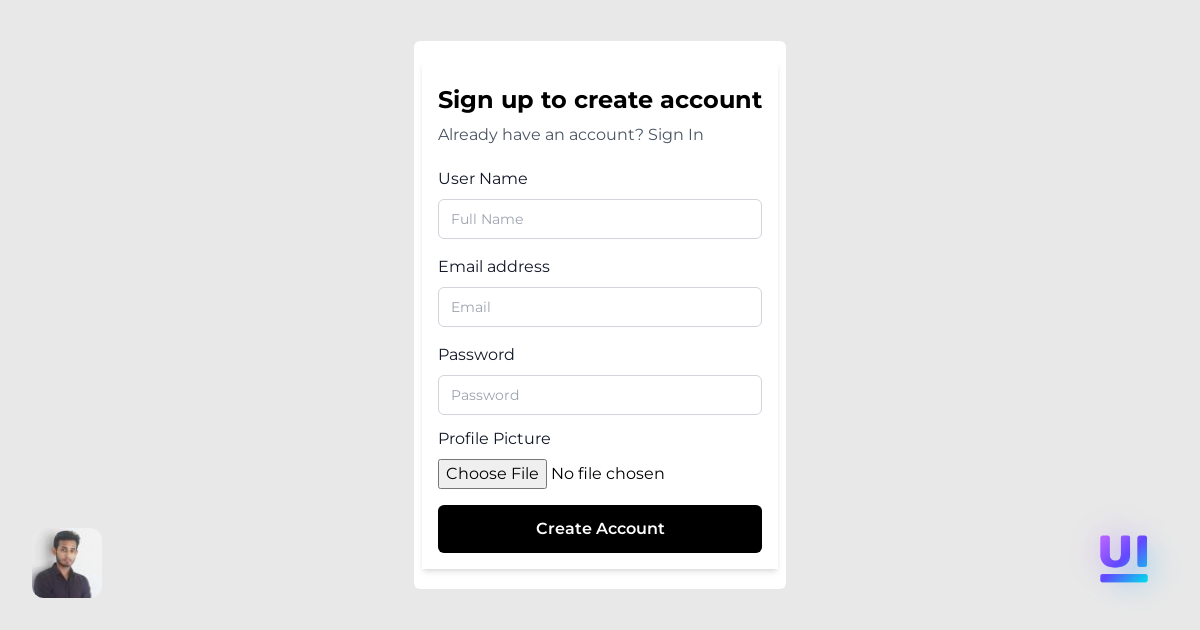 Sign up to create account
Already have an account? Sign In
User Name
Full Name
Email address
Email
Password
Password
Profile Picture
Choose File No file chosen
Create Account
UI